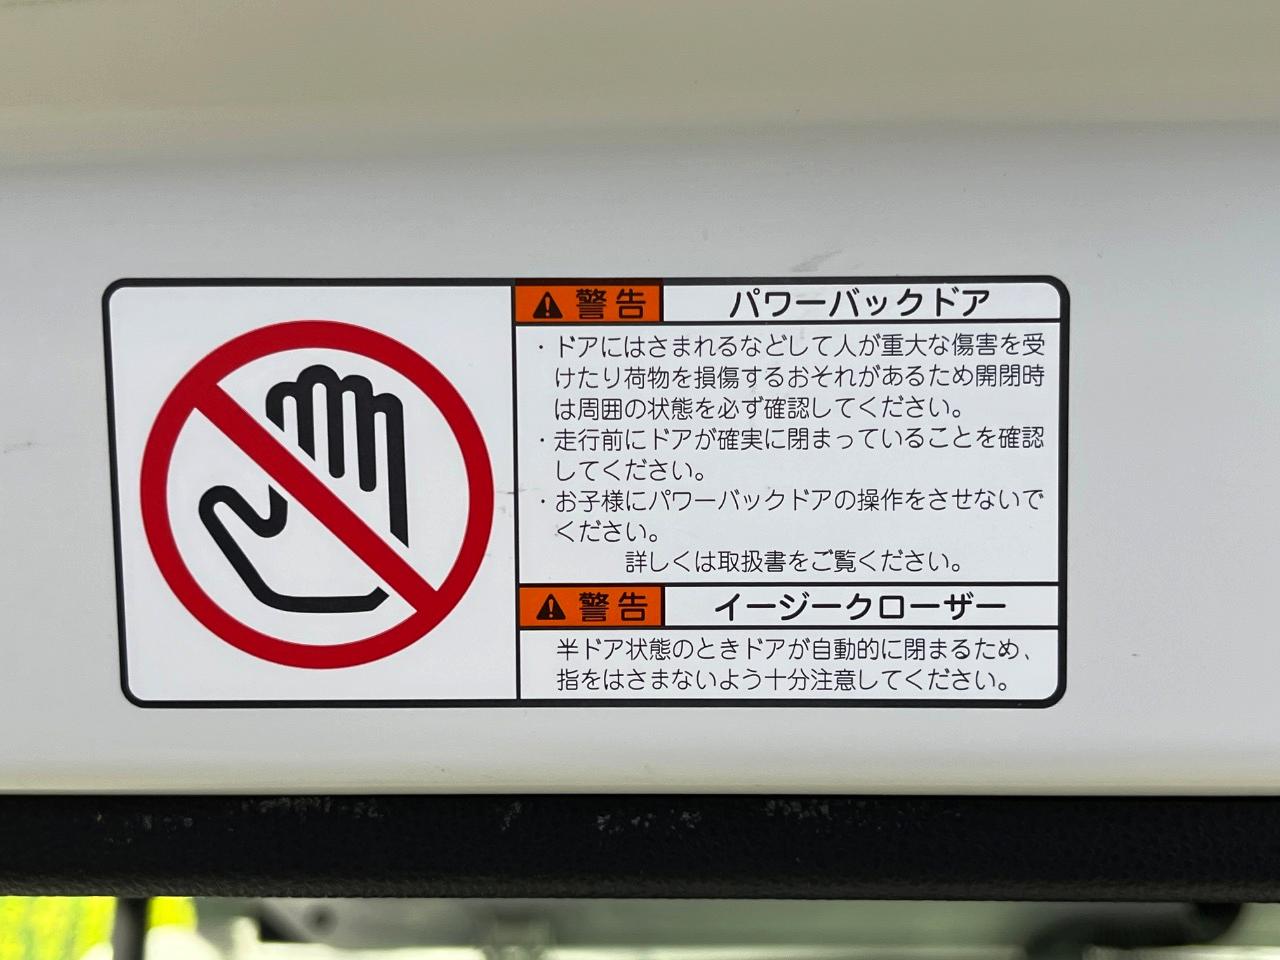 警告 パワーバックドア
・ドアにはさまれるなどして人が重大な傷害を受
けたり荷物を損傷するおそれがあるため開閉時
は周囲の状態を必ず確認してください。
・走行前にドアが確実に閉まっていることを確認
してください。
・お子様にパワーバックドアの操作をさせないで
ください。
詳しくは取扱書をご覧ください。
警告 イージークローザー
半ドア状態のときドアが自動的に閉まるため、
指をはさまないよう十分注意してください。